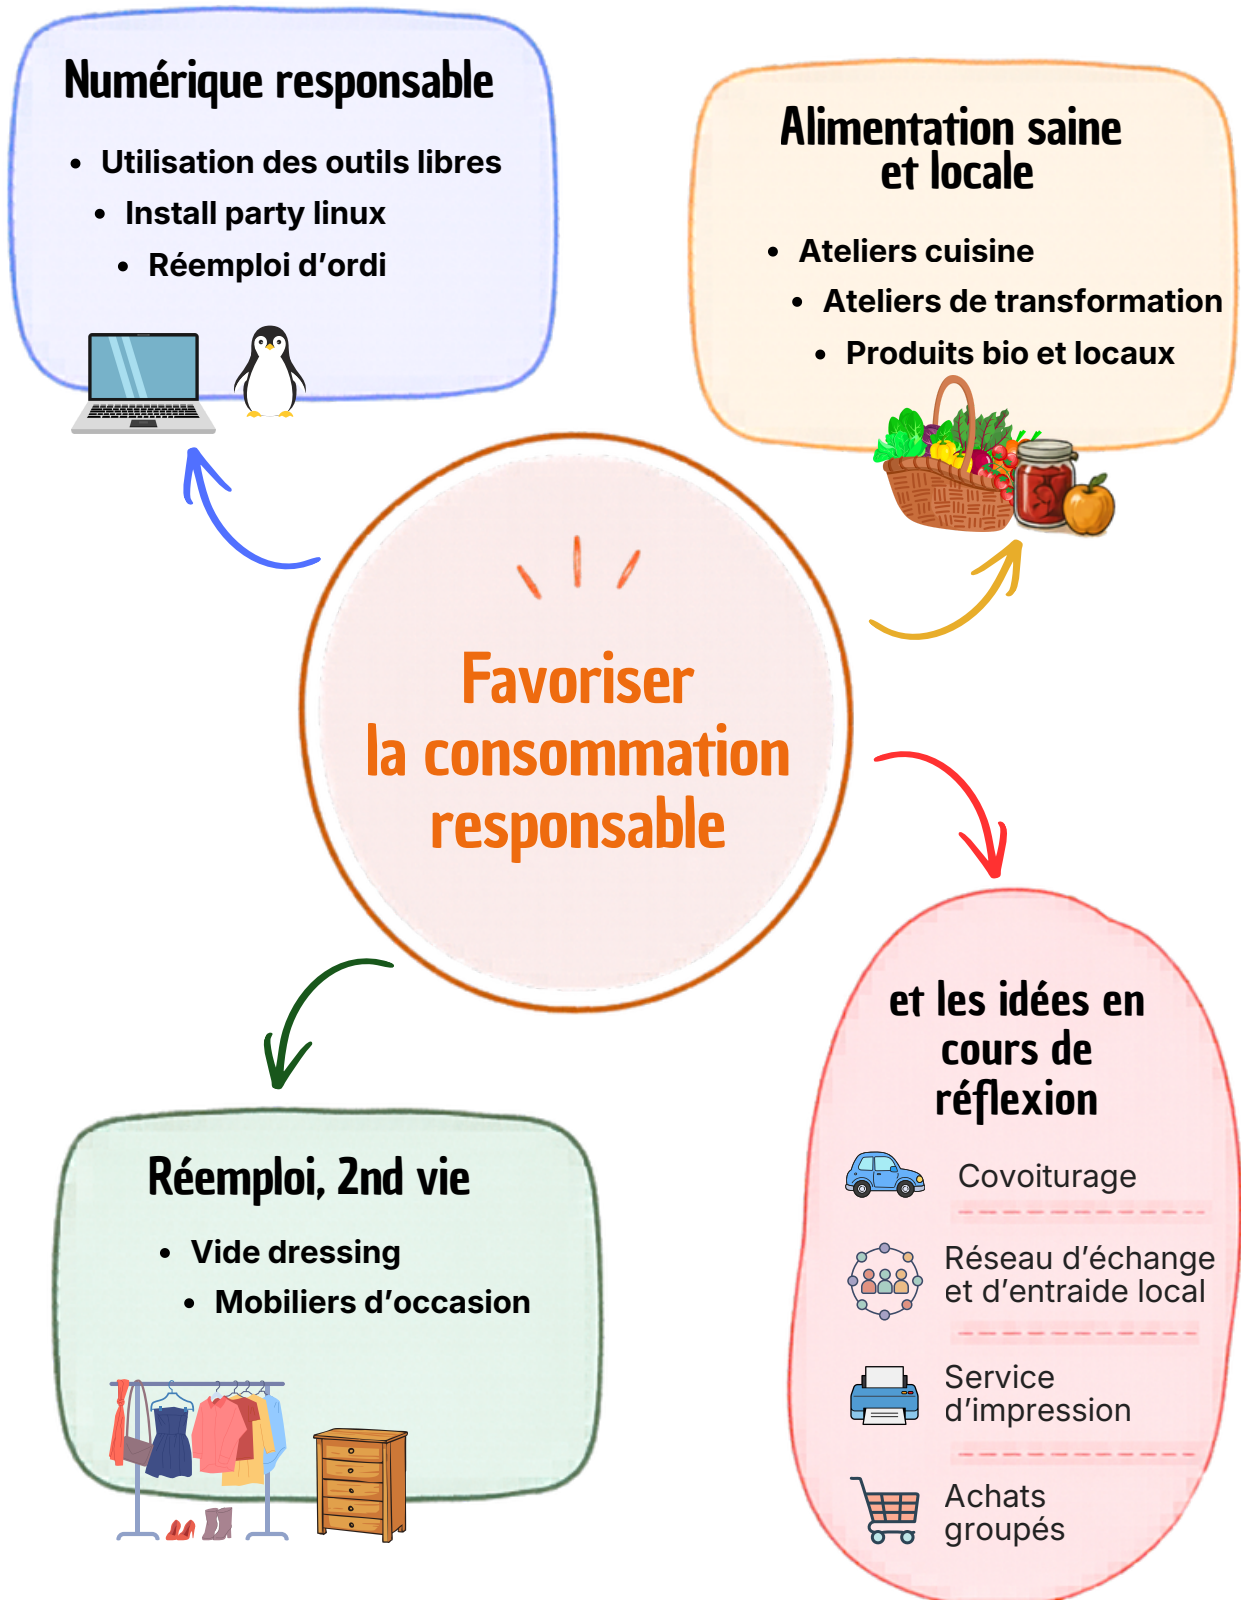 Numérique responsable
• Utilisation des outils libres
• Install party linux
• Réemploi d’ordi
Alimentation saine
et locale
• Ateliers cuisine
• Ateliers de transformation
• Produits bio et locaux
Favoriser
la consommation
responsable
Réemploi, 2nd vie
• Vide dressing
• Mobiliers d’occasion
et les idées en
cours de
réflexion
Covoiturage
Réseau d’échange
et d’entraide local
Service
d’impression
Achats
groupés